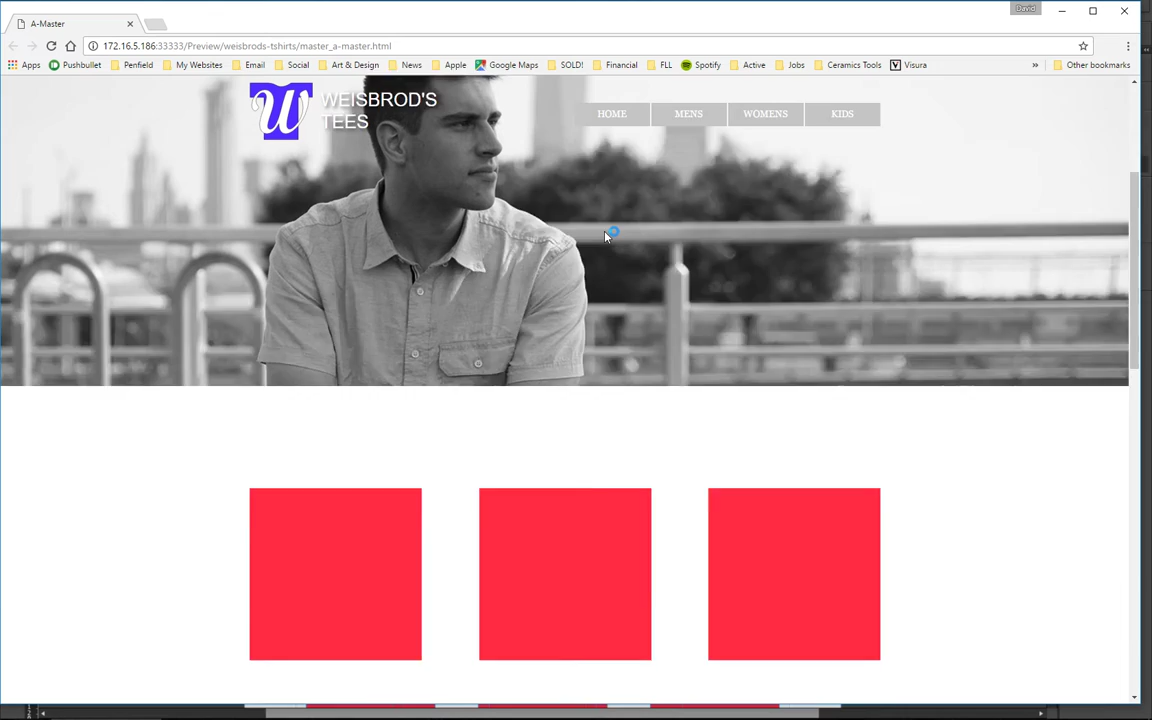 David
A-Master
172.16.5.186:33333/Preview/weisbrods-tshirts/master_a-master.html
Apps Pushbullet Penfield My Websites Email Social Art & Design News Apple Google Maps SOLD! Financial FLL Spotify Active Jobs Ceramics Tools V Visura » Other bookmarks
W WEISBROD'S
TEES
HOME MENS WOMENS KIDS